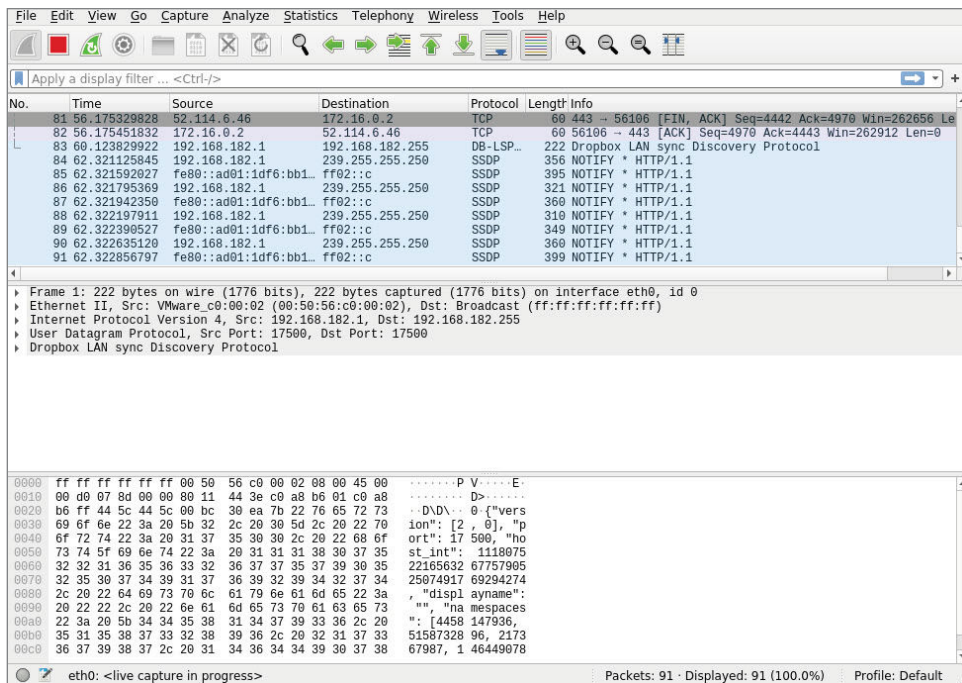 File Edit View Go Capture Analyze Statistics Telephony Wireless Tools Help
Apply a display filter ... <Ctrl-/>
No. Time Source Destination Protocol Length Info
81 56.175329828 52.114.6.46 172.16.0.2 TCP 60 443 → 56106 [FIN, ACK] Seq=4442 Ack=4970 Win=262656 Le
82 56.175451832 172.16.0.2 52.114.6.46 TCP 60 56106 → 443 [ACK] Seq=4970 Ack=4443 Win=262912 Len=0
83 60.123829922 192.168.182.1 192.168.182.255 DB-LSP… 222 Dropbox LAN sync Discovery Protocol
84 62.321125845 192.168.182.1 239.255.255.250 SSDP 356 NOTIFY * HTTP/1.1
85 62.321592027 fe80::ad01:1df6:bb1… ff02::c SSDP 395 NOTIFY * HTTP/1.1
86 62.321795369 192.168.182.1 239.255.255.250 SSDP 321 NOTIFY * HTTP/1.1
87 62.321942350 fe80::ad01:1df6:bb1… ff02::c SSDP 360 NOTIFY * HTTP/1.1
88 62.322197911 192.168.182.1 239.255.255.250 SSDP 310 NOTIFY * HTTP/1.1
89 62.322390527 fe80::ad01:1df6:bb1… ff02::c SSDP 349 NOTIFY * HTTP/1.1
90 62.322635120 192.168.182.1 239.255.255.250 SSDP 360 NOTIFY * HTTP/1.1
91 62.322856797 fe80::ad01:1df6:bb1… ff02::c SSDP 399 NOTIFY * HTTP/1.1
Frame 1: 222 bytes on wire (1776 bits), 222 bytes captured (1776 bits) on interface eth0, id 0
Ethernet II, Src: VMware_c0:00:02 (00:50:56:c0:00:02), Dst: Broadcast (ff:ff:ff:ff:ff:ff)
Internet Protocol Version 4, Src: 192.168.182.1, Dst: 192.168.182.255
User Datagram Protocol, Src Port: 17500, Dst Port: 17500
Dropbox LAN sync Discovery Protocol
0000 ff ff ff ff ff ff 00 50 56 c0 00 02 08 00 45 00 ·······P V·····E·
0010 00 d0 07 8d 00 00 80 11 44 3e c0 a8 b6 01 c0 a8 ········ D>······
0020 b6 ff 44 5c 44 5c 00 bc 30 ea 7b 22 76 65 72 73 ··D\D\·· 0·{"vers
0030 69 6f 6e 22 3a 20 5b 32 2c 20 30 5d 2c 20 22 70 ion": [2 , 0], "p
0040 6f 72 74 22 3a 20 31 37 35 30 30 2c 20 22 68 6f ort": 17 500, "ho
0050 73 74 5f 69 6e 74 22 3a 20 31 31 31 38 30 37 35 st_int": 1118075
0060 32 32 31 36 35 36 33 32 36 37 37 35 37 39 30 35 22165632 67757905
0070 32 35 30 37 34 39 31 37 36 39 32 39 34 32 37 34 25074917 69294274
0080 2c 20 22 64 69 73 70 6c 61 79 6e 61 6d 65 22 3a , "displ ayname":
0090 20 22 22 2c 20 22 6e 61 6d 65 73 70 61 63 65 73 "", "na mespaces
00a0 22 3a 20 5b 34 34 35 38 31 34 37 39 33 36 2c 20 ": [4458 147936,
00b0 35 31 35 38 37 33 32 38 39 36 2c 20 32 31 37 33 51587328 96, 2173
00c0 36 37 39 38 37 2c 20 31 34 36 34 34 39 30 37 38 67987, 1 46449078
eth0: <live capture in progress> Packets: 91 · Displayed: 91 (100.0%) Profile: Default